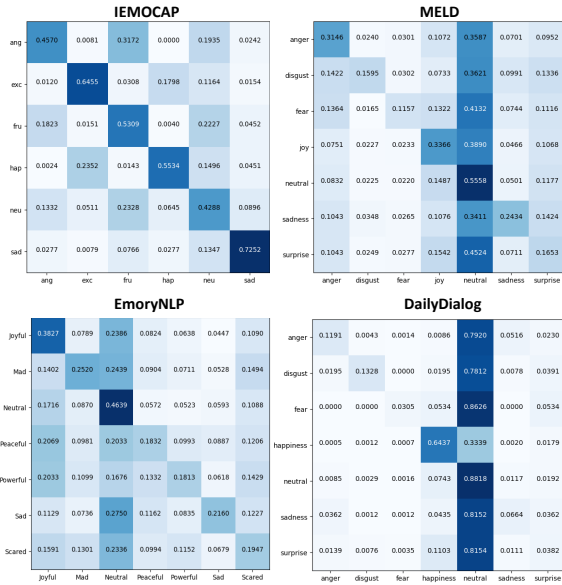 IEMOCAP
ang 0.4570 0.0081 0.3172 0.0000 0.1935 0.0242
exc 0.0120 0.6455 0.0308 0.1798 0.1164 0.0154
fru 0.1823 0.0151 0.5309 0.0040 0.2227 0.0452
hap 0.0024 0.2352 0.0143 0.5534 0.1496 0.0451
neu 0.1332 0.0511 0.2328 0.0645 0.4288 0.0896
sad 0.0277 0.0079 0.0766 0.0277 0.1347 0.7252
ang exc fru hap neu sad
MELD
anger 0.3146 0.0240 0.0301 0.1072 0.3587 0.0701 0.0952
disgust 0.1422 0.1595 0.0302 0.0733 0.3621 0.0991 0.1336
fear 0.1364 0.0165 0.1157 0.1322 0.4132 0.0744 0.1116
joy 0.0751 0.0227 0.0233 0.3366 0.3890 0.0466 0.1068
neutral 0.0832 0.0225 0.0220 0.1487 0.5558 0.0501 0.1177
sadness 0.1043 0.0348 0.0265 0.1076 0.3411 0.2434 0.1424
surprise 0.1043 0.0249 0.0277 0.1542 0.4524 0.0711 0.1653
anger disgust fear joy neutral sadness surprise
EmoryNLP
Joyful 0.3827 0.0789 0.2386 0.0824 0.0638 0.0447 0.1090
Mad 0.1402 0.2520 0.2439 0.0904 0.0711 0.0528 0.1494
Neutral 0.1716 0.0870 0.4639 0.0572 0.0523 0.0593 0.1088
Peaceful 0.2069 0.0981 0.2033 0.1832 0.0993 0.0887 0.1206
Powerful 0.2033 0.1099 0.1676 0.1332 0.1813 0.0618 0.1429
Sad 0.1129 0.0736 0.2750 0.1162 0.0835 0.2160 0.1227
Scared 0.1591 0.1301 0.2336 0.0994 0.1152 0.0679 0.1947
Joyful Mad Neutral Peaceful Powerful Sad Scared
DailyDialog
anger 0.1191 0.0043 0.0014 0.0086 0.7920 0.0516 0.0230
disgust 0.0195 0.1328 0.0000 0.0195 0.7812 0.0078 0.0391
fear 0.0000 0.0000 0.0305 0.0534 0.8626 0.0000 0.0534
happiness 0.0005 0.0012 0.0007 0.6437 0.3339 0.0020 0.0179
neutral 0.0085 0.0029 0.0016 0.0743 0.8818 0.0117 0.0192
sadness 0.0362 0.0012 0.0012 0.0435 0.8152 0.0664 0.0362
surprise 0.0139 0.0076 0.0035 0.1103 0.8154 0.0111 0.0382
anger disgust fear happiness neutral sadness surprise